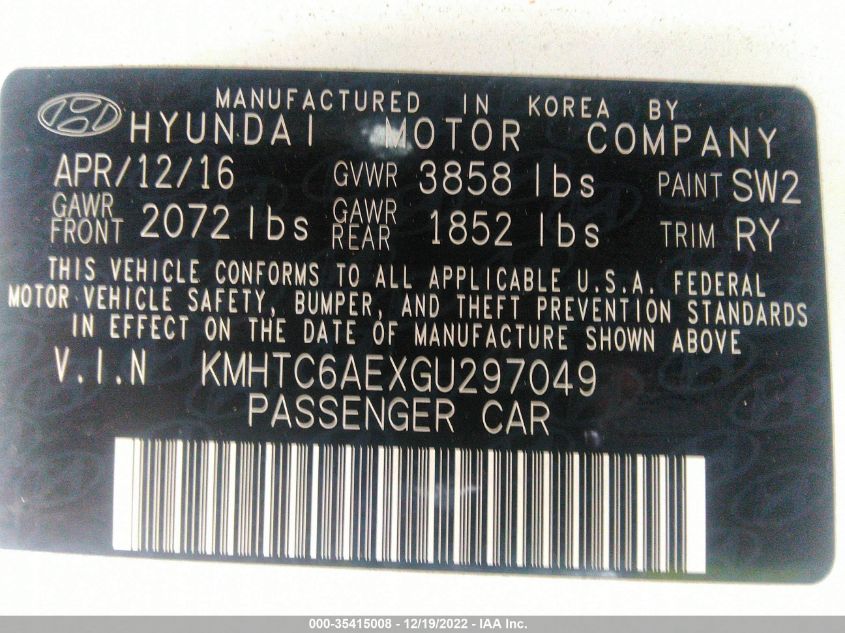 MANUFACTURED IN KOREA BY
HYUNDAI MOTOR COMPANY
APR/12/16 GVWR 3858 lbs PAINT SW2
GAWR FRONT 2072 lbs GAWR REAR 1852 lbs TRIM RY
THIS VEHICLE CONFORMS TO ALL APPLICABLE U.S.A. FEDERAL
MOTOR VEHICLE SAFETY, BUMPER, AND THEFT PREVENTION STANDARDS
IN EFFECT ON THE DATE OF MANUFACTURE SHOWN ABOVE
V.I.N KMHTC6AEXGU297049
PASSENGER CAR
000-35415008 - 12/19/2022 - IAA Inc.